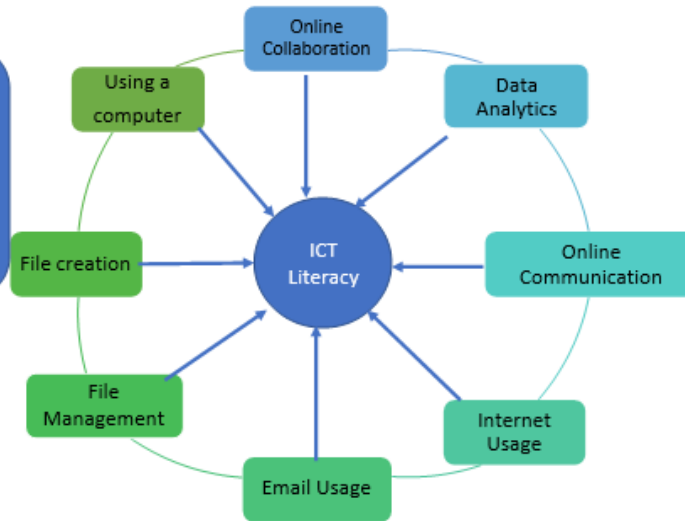 Online
Collaboration
Data
Analytics
Online
Communication
Internet
Usage
Email Usage
File
Management
File creation
Using a
computer
ICT
Literacy